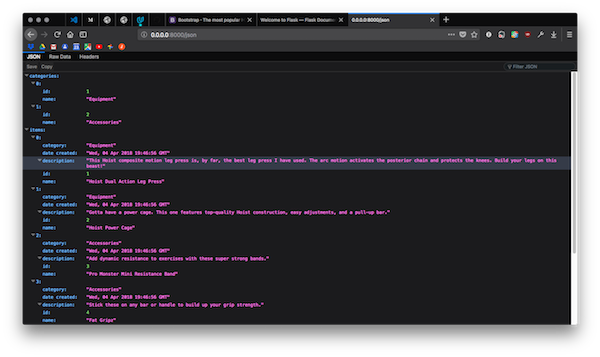 Bootstrap · The most popular h
Welcome to Flask — Flask Docume
0.0.0.0:8000/json
0.0.0.0:8000/json
JSON Raw Data Headers
Save Copy Filter JSON
categories:
0:
id: 1
name: "Equipment"
1:
id: 2
name: "Accessories"
items:
0:
category: "Equipment"
date created: "Wed, 04 Apr 2018 19:46:56 GMT"
description: "This Hoist composite motion leg press is, by far, the best leg press I have used. The arc motion activates the posterior chain and protects the knees. Build your legs on this
beast!"
id: 1
name: "Hoist Dual Action Leg Press"
1:
category: "Equipment"
date created: "Wed, 04 Apr 2018 19:46:56 GMT"
description: "Gotta have a power cage. This one features top-quality Hoist construction, easy adjustments, and a pull-up bar."
id: 2
name: "Hoist Power Cage"
2:
category: "Accessories"
date created: "Wed, 04 Apr 2018 19:46:56 GMT"
description: "Add dynamic resistance to exercises with these super strong bands."
id: 3
name: "Pro Monster Mini Resistance Band"
3:
category: "Accessories"
date created: "Wed, 04 Apr 2018 19:46:56 GMT"
description: "Stick these on any bar or handle to build up your grip strength."
id: 4
name: "Fat Gripz"